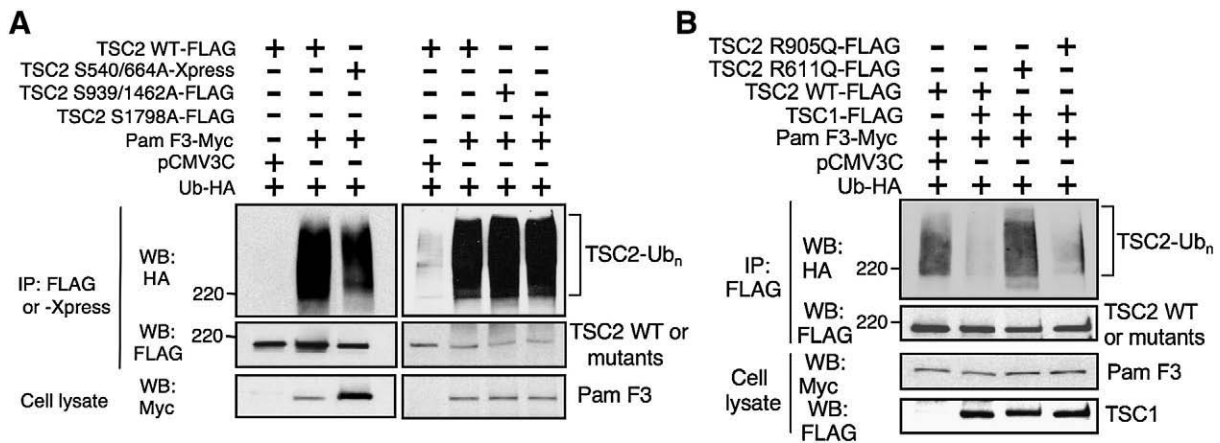 A
TSC2 WT-FLAG + + - + + - -
TSC2 S540/664A-Xpress - - + - - - -
TSC2 S939/1462A-FLAG - - - - - + -
TSC2 S1798A-FLAG - - - - - - +
Pam F3-Myc - + + - + + +
pCMV3C + - - + - - -
Ub-HA + + + + + + +
IP: FLAG
or -Xpress
WB:
HA
220
TSC2-Ubn
WB:
FLAG
220
TSC2 WT or
mutants
Cell lysate
WB:
Myc
Pam F3
B
TSC2 R905Q-FLAG - - - +
TSC2 R611Q-FLAG - - + -
TSC2 WT-FLAG + + - -
TSC1-FLAG - + + +
Pam F3-Myc + + + +
pCMV3C + - - -
Ub-HA + + + +
IP:
FLAG
WB:
HA
220
TSC2-Ubn
WB:
FLAG
220
TSC2 WT
or mutants
Cell
lysate
WB:
Myc
Pam F3
WB:
FLAG
TSC1